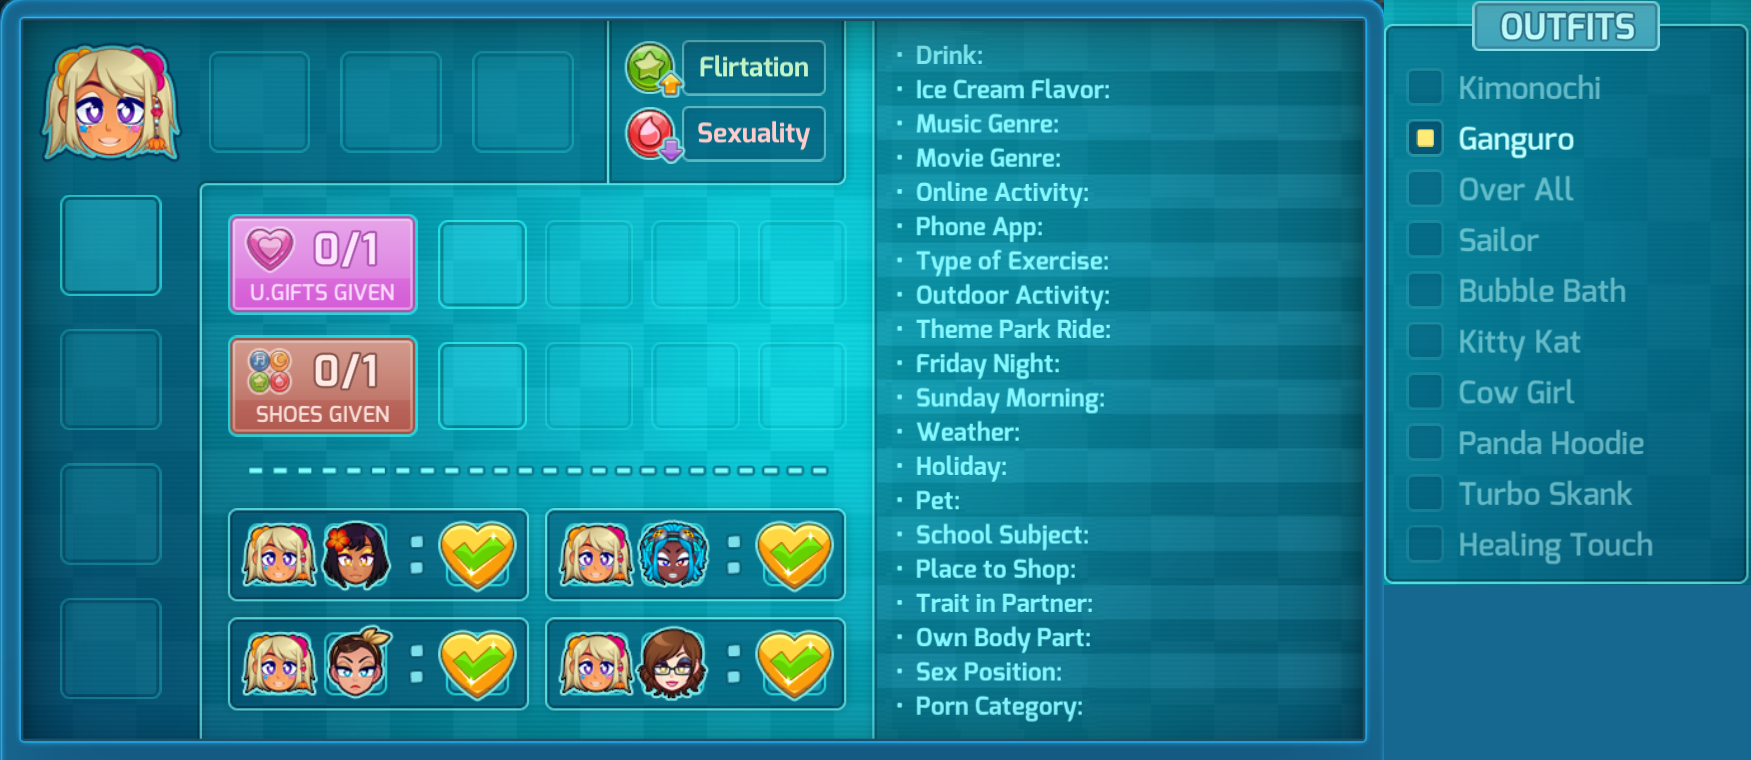 Flirtation
Sexuality
0/1
U.GIFTS GIVEN
0/1
SHOES GIVEN
:
:
:
:
· Drink:
· Ice Cream Flavor:
· Music Genre:
· Movie Genre:
· Online Activity:
· Phone App:
· Type of Exercise:
· Outdoor Activity:
· Theme Park Ride:
· Friday Night:
· Sunday Morning:
· Weather:
· Holiday:
· Pet:
· School Subject:
· Place to Shop:
· Trait in Partner:
· Own Body Part:
· Sex Position:
· Porn Category:
OUTFITS
Kimonochi
Ganguro
Over All
Sailor
Bubble Bath
Kitty Kat
Cow Girl
Panda Hoodie
Turbo Skank
Healing Touch